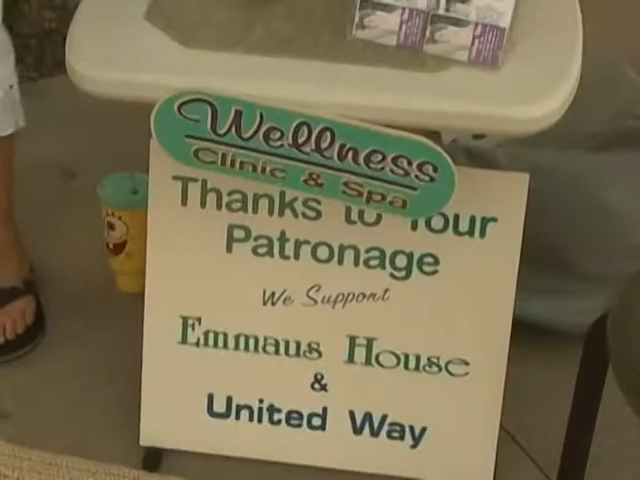 Wellness
Clinic & Spa
Thanks to Your
Patronage
We Support
Emmaus House
&
United Way